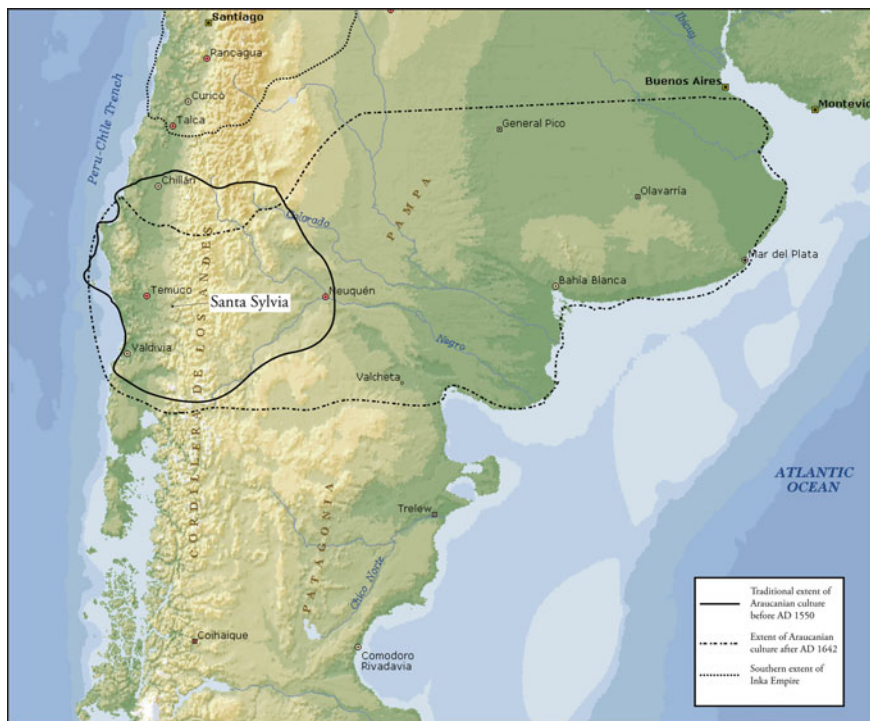 Santiago
Rancagua
Ibicuy
Curicó
Talca
Buenos Aires
Montevid
Peru-Chile Trench
General Pico
Chillán
PAMPA
Olavarría
Colorado
Mar del Plata
Bahía Blanca
Temuco
Santa Sylvia
Neuquén
Negro
Valdivia
Valcheta
CORDILLERA DE LOS ANDES
ATLANTIC
OCEAN
Trelew
PATAGONIA
Chico Norte
Coihaique
Comodoro
Rivadavia
Traditional extent of
Araucanian culture
before AD 1550
Extent of Araucanian
culture after AD 1642
Southern extent of
Inka Empire